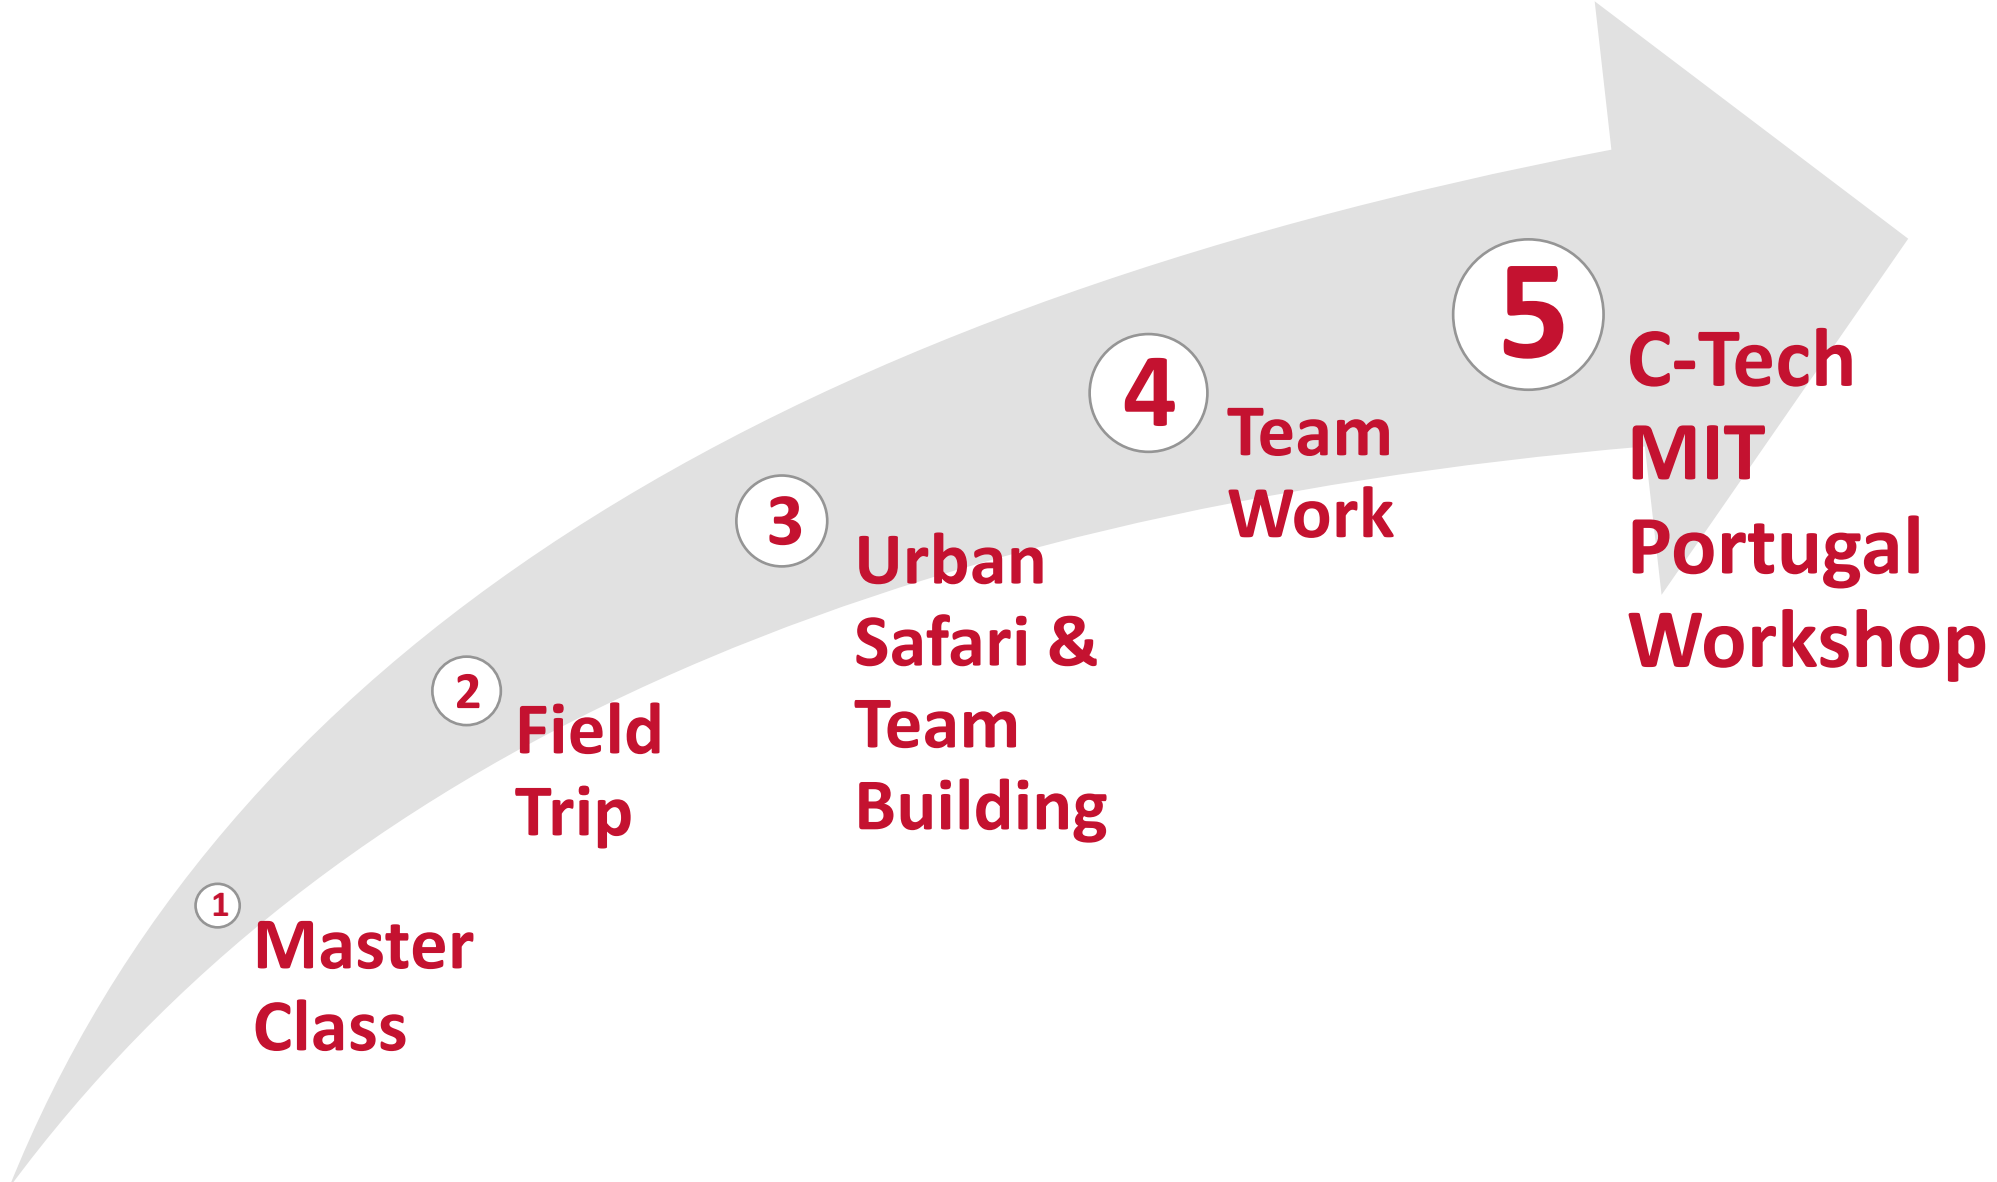 1
Master
Class
2
Field
Trip
3
Urban
Safari &
Team
Building
4
Team
Work
5
C-Tech
MIT
Portugal
Workshop